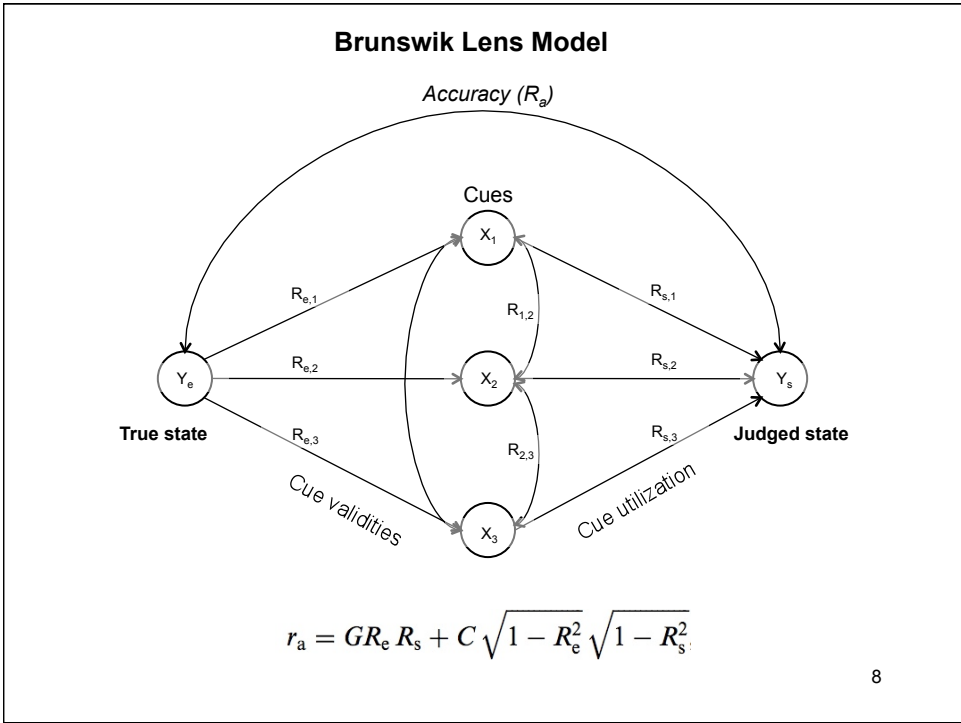 Brunswik Lens Model
Accuracy (Rₐ)
Cues
X₁
Rₑ,₁
Rₛ,₁
R₁,₂
Rₑ,₂
Rₛ,₂
Yₑ
X₂
Yₛ
True state
Rₑ,₃
R₂,₃
Rₛ,₃
Judged state
Cue validities
Cue utilization
X₃
rₐ = GRₑ Rₛ + C √(1 − Rₑ²) √(1 − Rₛ²)
8